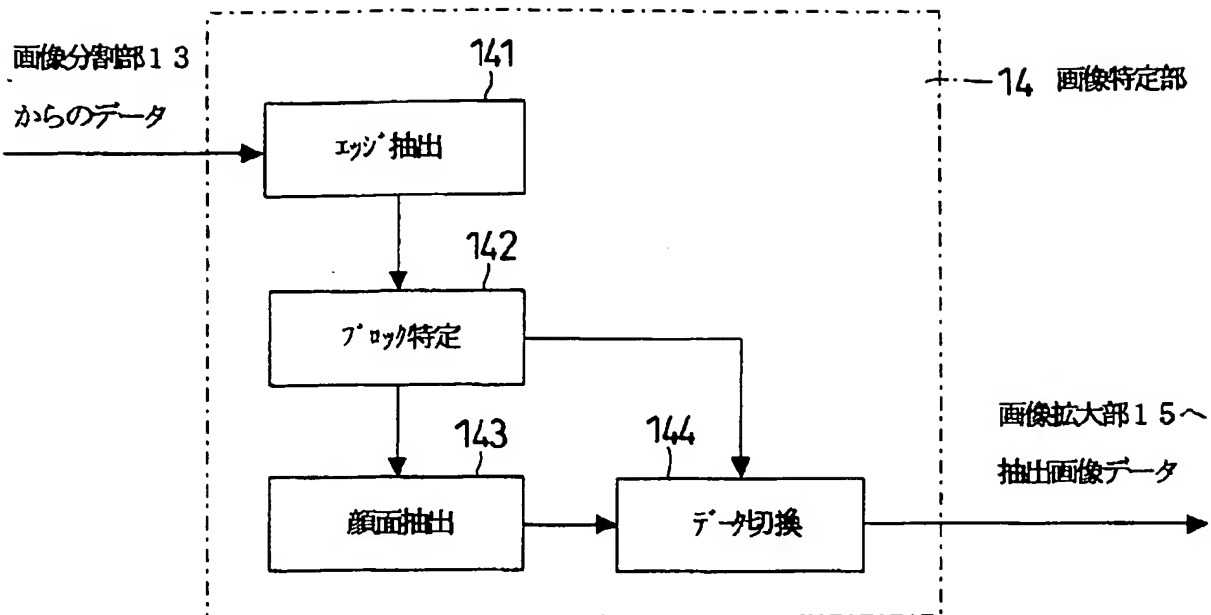 画像分割部13
からのデータ
141
エッジ抽出
14 画像特定部
142
ブロック特定
143
顔面抽出
144
データ切換
画像拡大部15へ
抽出画像データ